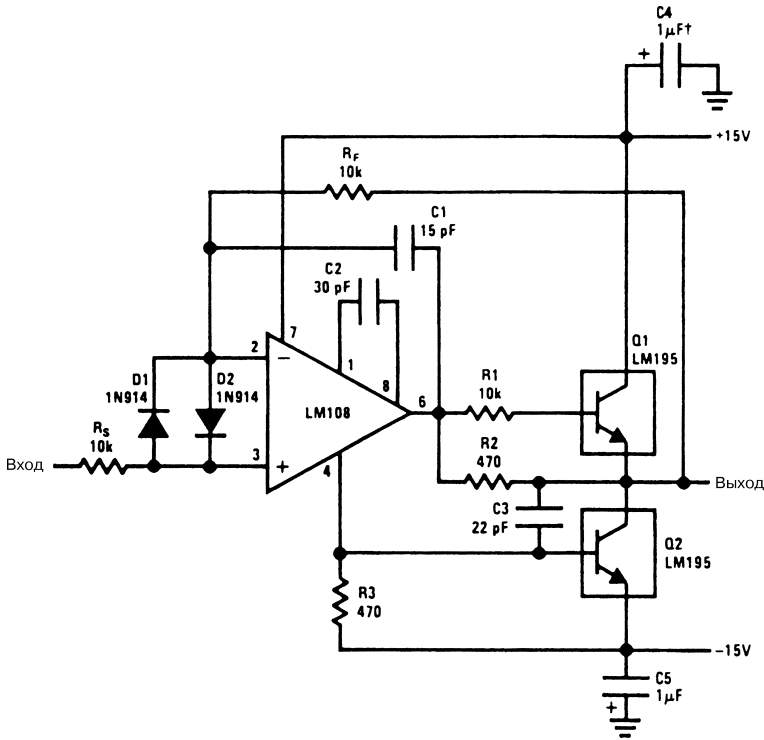 C4
1µF†
+
+15V
RF
10k
C1
15 pF
C2
30 pF
7
Q1
LM195
2
−
1
D1
1N914
D2
1N914
8
R1
10k
6
LM108
RS
10k
3
+
4
R2
470
Вход
Выход
C3
22 pF
Q2
LM195
R3
470
−15V
C5
1µF
+